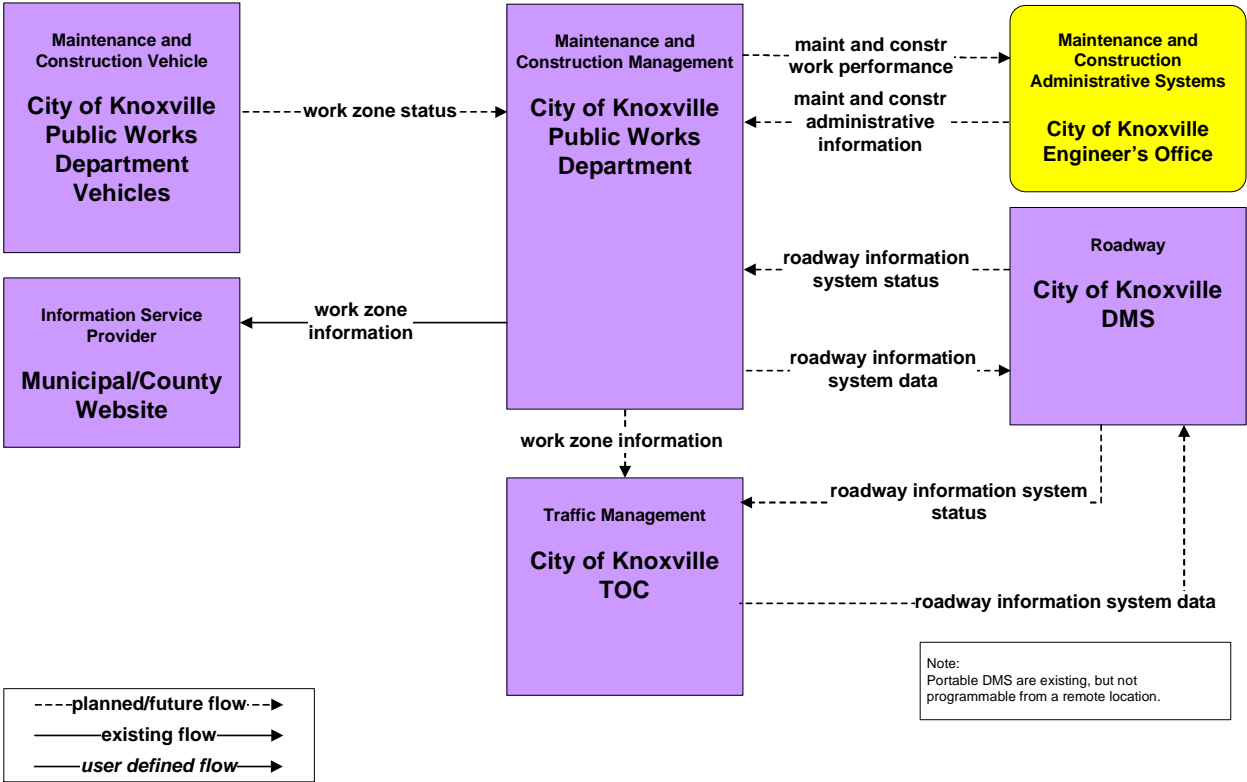 Maintenance and
Construction Vehicle
City of Knoxville
Public Works
Department
Vehicles
work zone status
Maintenance and
Construction Management
City of Knoxville
Public Works
Department
maint and constr
work performance
maint and constr
administrative
information
Maintenance and
Construction
Administrative Systems
City of Knoxville
Engineer's Office
roadway information
system status
Roadway
City of Knoxville
DMS
Information Service
Provider
Municipal/County
Website
work zone
information
roadway information
system data
work zone information
Traffic Management
City of Knoxville
TOC
roadway information system
status
roadway information system data
Note:
Portable DMS are existing, but not
programmable from a remote location.
planned/future flow
existing flow
user defined flow